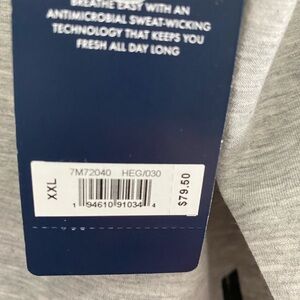 BREATHE EASY WITH AN
ANTIMICROBIAL SWEAT-WICKING
TECHNOLOGY THAT KEEPS YOU
FRESH ALL DAY LONG
7M72040 HEG/030
XXL
1 94610 91034 4
$79.50